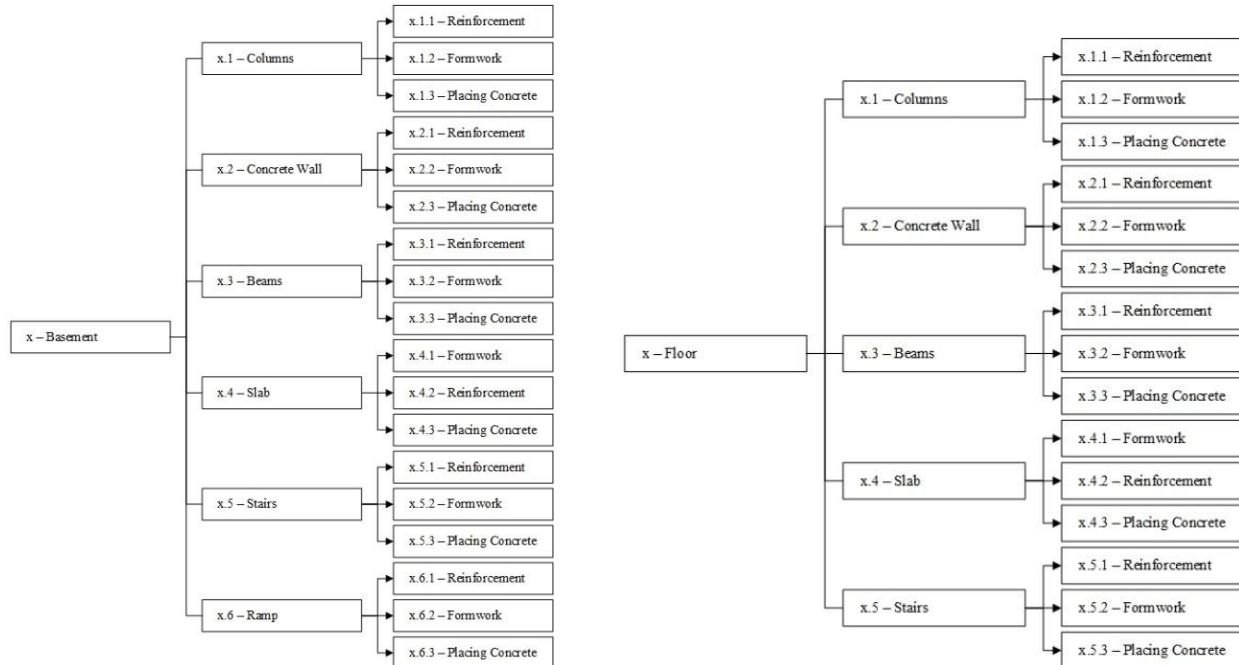 x – Basement
x.1 – Columns
x.1.1 – Reinforcement
x.1.2 – Formwork
x.1.3 – Placing Concrete
x.2 – Concrete Wall
x.2.1 – Reinforcement
x.2.2 – Formwork
x.2.3 – Placing Concrete
x.3 – Beams
x.3.1 – Reinforcement
x.3.2 – Formwork
x.3.3 – Placing Concrete
x.4 – Slab
x.4.1 – Formwork
x.4.2 – Reinforcement
x.4.3 – Placing Concrete
x.5 – Stairs
x.5.1 – Reinforcement
x.5.2 – Formwork
x.5.3 – Placing Concrete
x.6 – Ramp
x.6.1 – Reinforcement
x.6.2 – Formwork
x.6.3 – Placing Concrete
x – Floor
x.1 – Columns
x.1.1 – Reinforcement
x.1.2 – Formwork
x.1.3 – Placing Concrete
x.2 – Concrete Wall
x.2.1 – Reinforcement
x.2.2 – Formwork
x.2.3 – Placing Concrete
x.3 – Beams
x.3.1 – Reinforcement
x.3.2 – Formwork
x.3.3 – Placing Concrete
x.4 – Slab
x.4.1 – Formwork
x.4.2 – Reinforcement
x.4.3 – Placing Concrete
x.5 – Stairs
x.5.1 – Reinforcement
x.5.2 – Formwork
x.5.3 – Placing Concrete